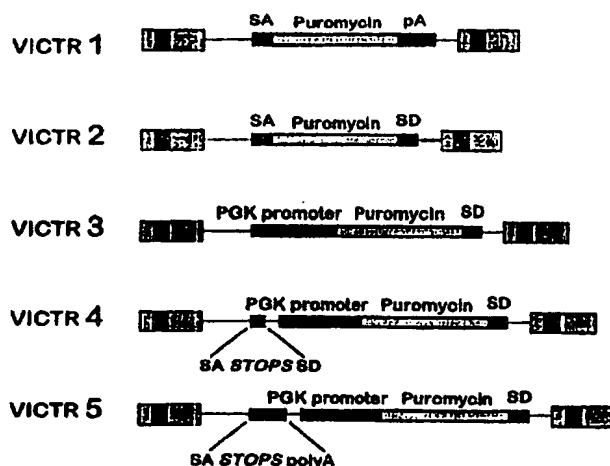 SA Puromycin pA
VICTR 1
SA Puromycin SD
VICTR 2
PGK promoter Puromycin SD
VICTR 3
PGK promoter Puromycin SD
VICTR 4
SA STOPS SD
PGK promoter Puromycin SD
VICTR 5
SA STOPS polyA